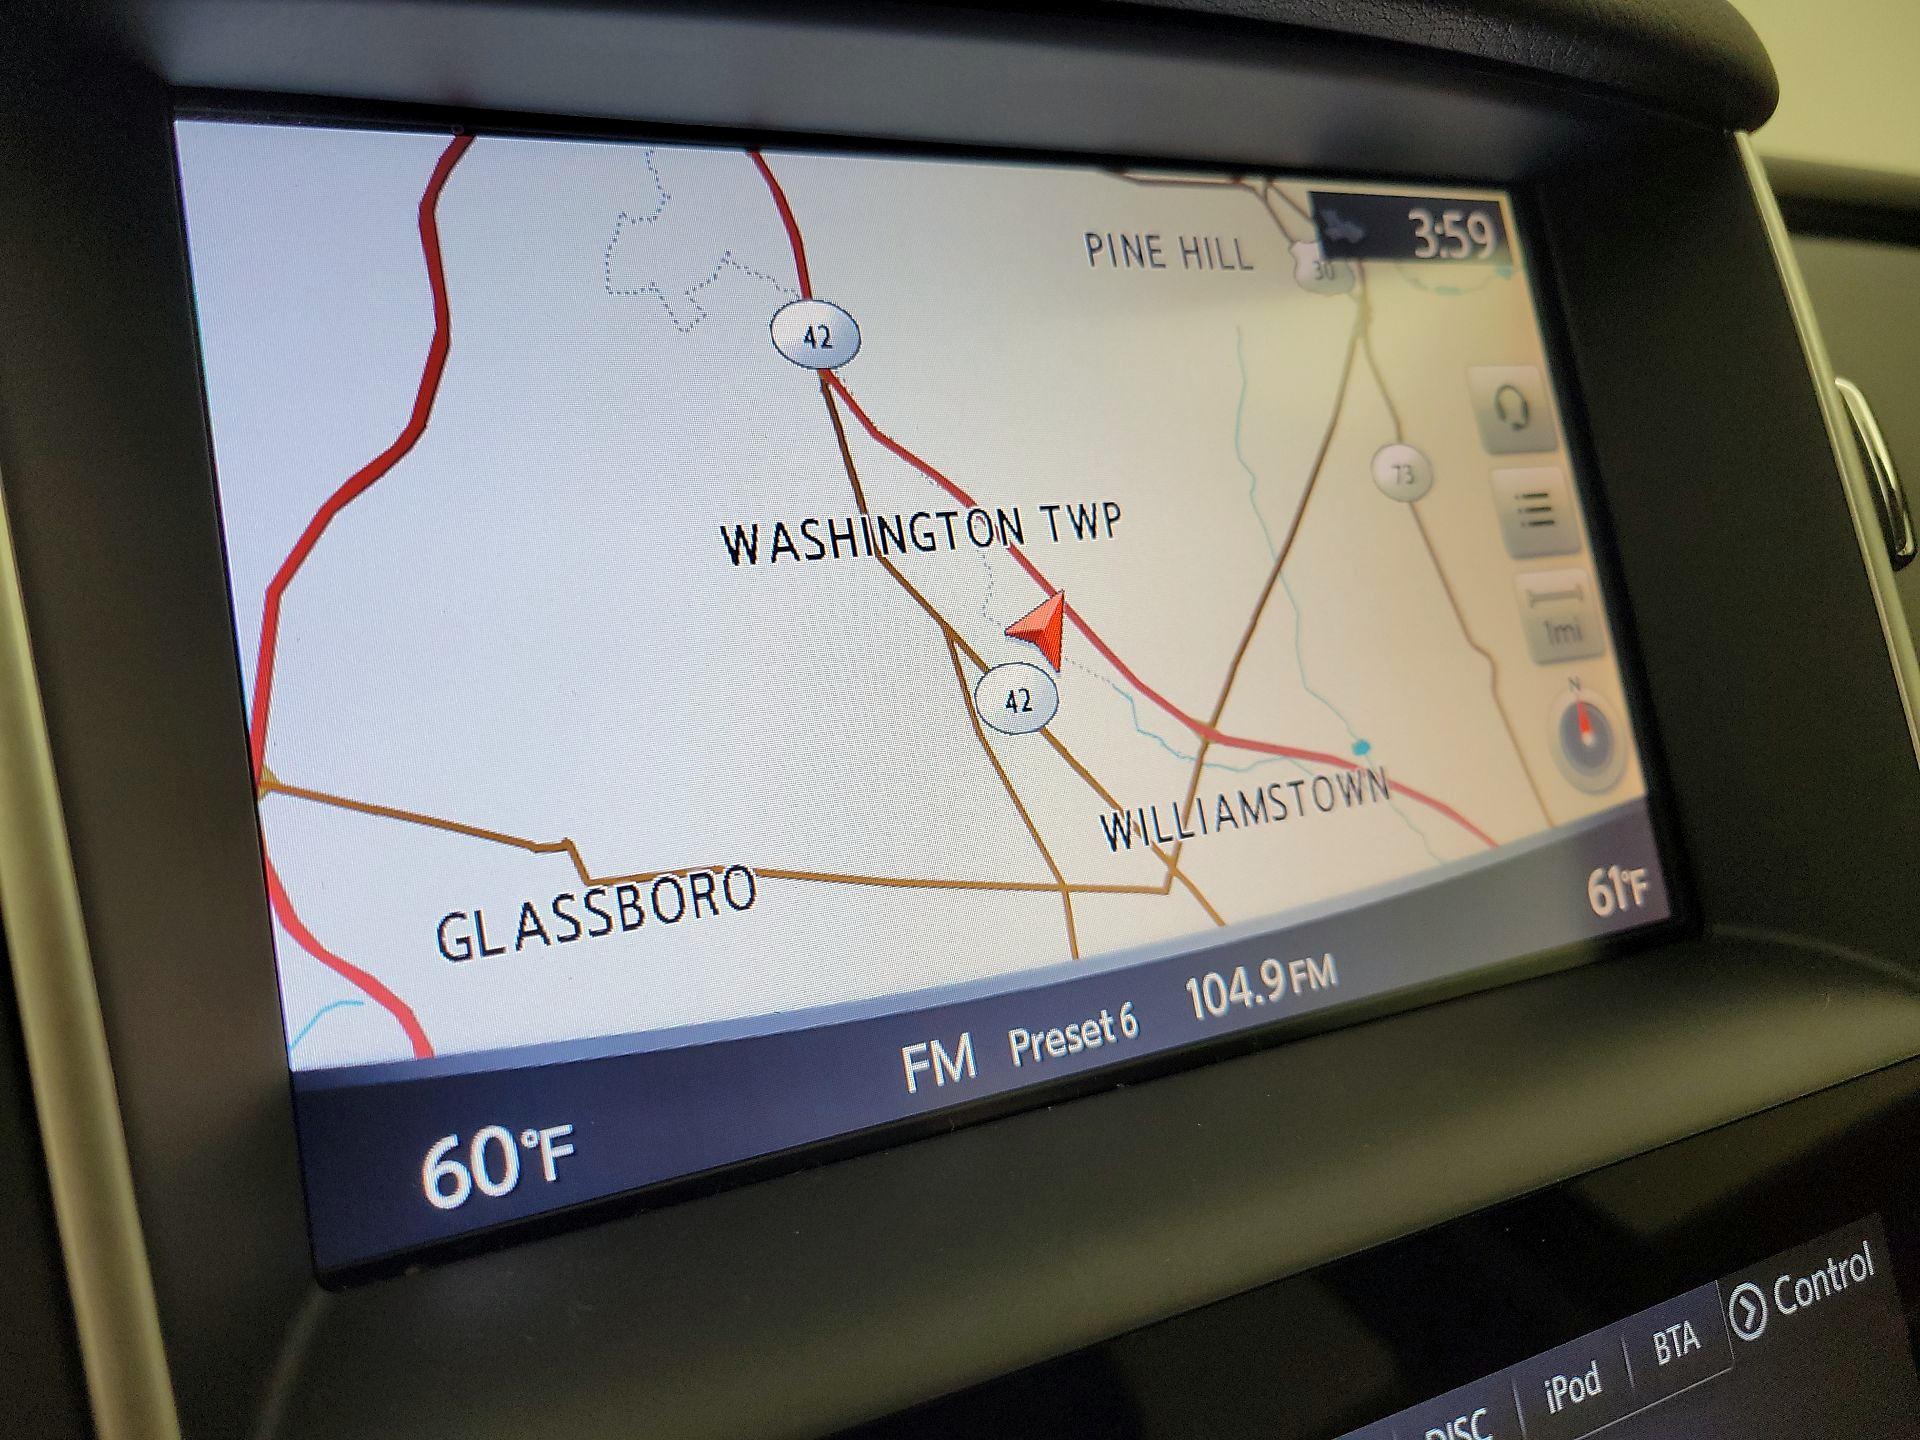 3:59
PINE HILL
30
42
73
WASHINGTON TWP
1mi
N
42
WILLIAMSTOWN
GLASSBORO
61°F
FM Preset 6 104.9 FM
60°F
Control
DISC iPod BTA